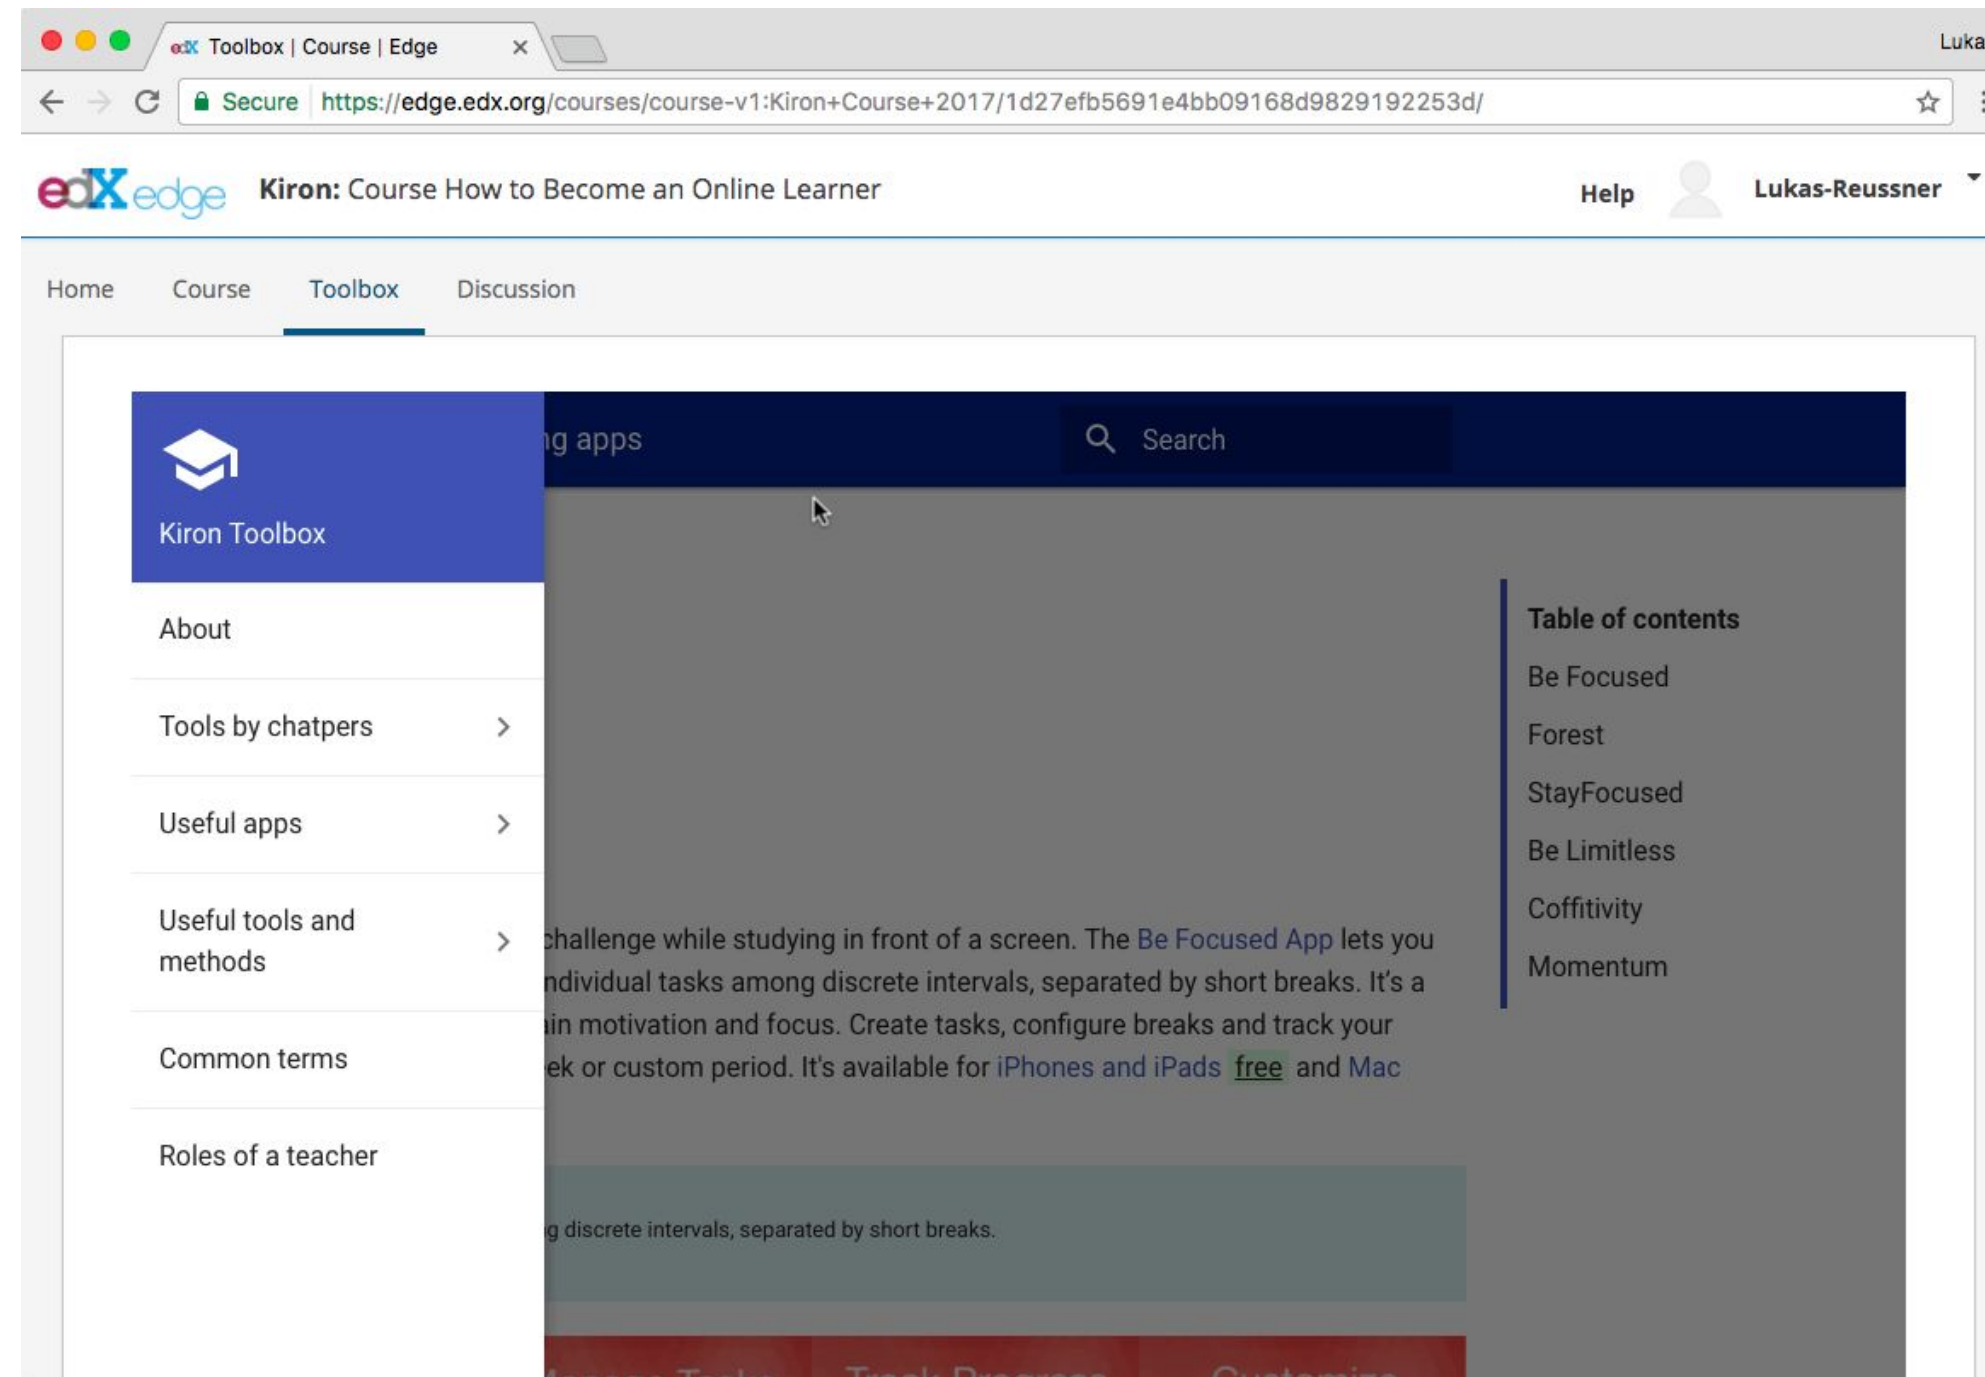 edX Toolbox | Course | Edge
Luka
Secure https://edge.edx.org/courses/course-v1:Kiron+Course+2017/1d27efb5691e4bb09168d9829192253d/
edX edge Kiron: Course How to Become an Online Learner Help Lukas-Reussner
Home Course Toolbox Discussion
Kiron Toolbox
About
Tools by chatpers
Useful apps
Useful tools and
methods
Common terms
Roles of a teacher
ng apps
Search
challenge while studying in front of a screen. The Be Focused App lets you
ndividual tasks among discrete intervals, separated by short breaks. It's a
ain motivation and focus. Create tasks, configure breaks and track your
ek or custom period. It's available for iPhones and iPads free and Mac
g discrete intervals, separated by short breaks.
Track Progress
Customize
Table of contents
Be Focused
Forest
StayFocused
Be Limitless
Coffitivity
Momentum